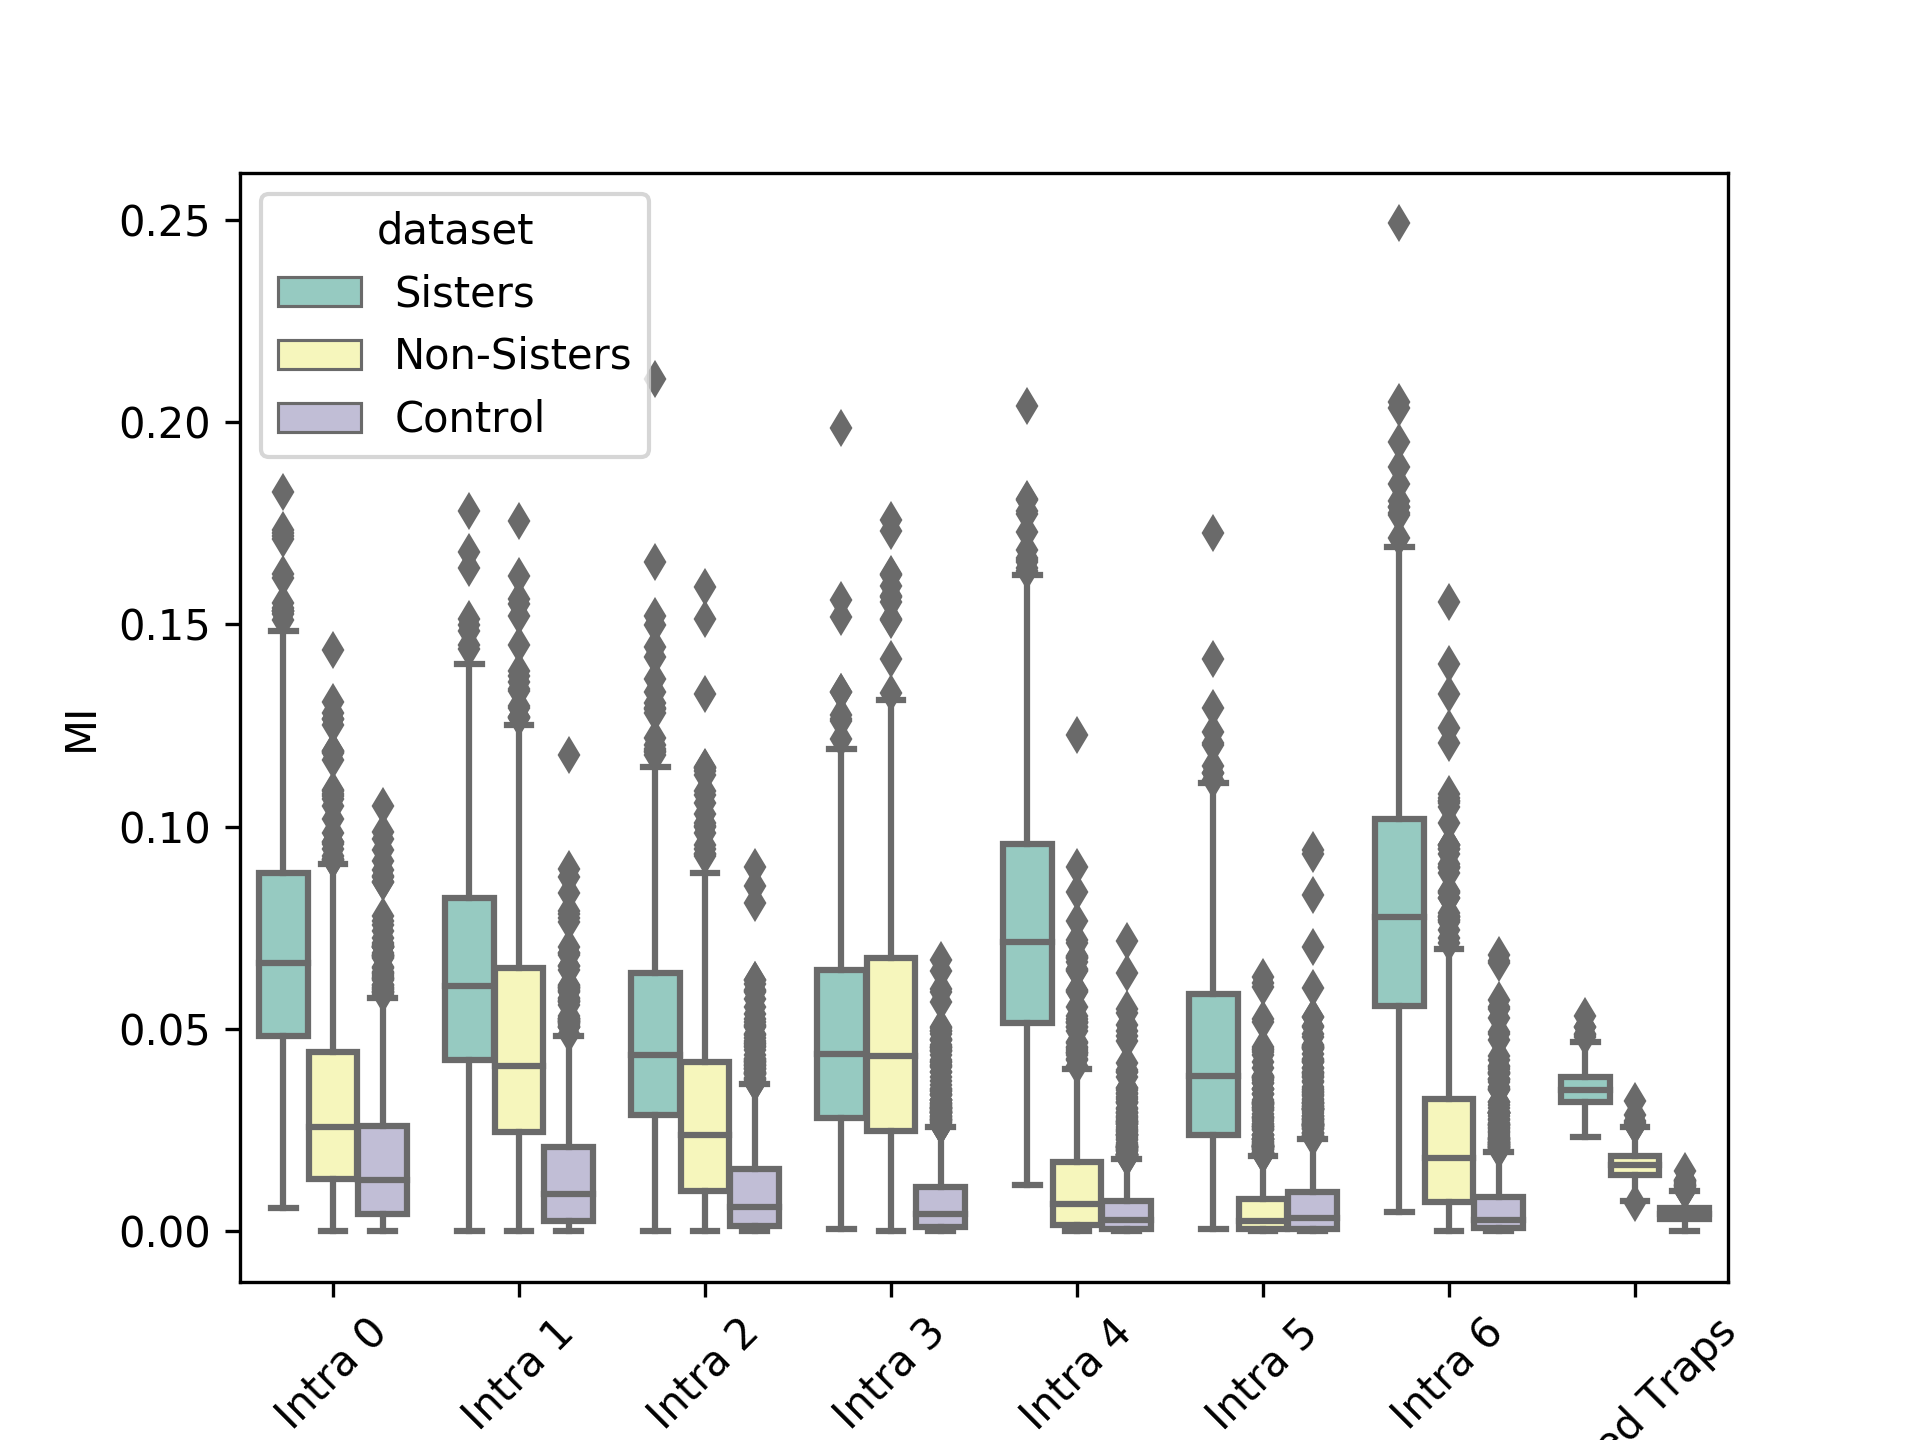 dataset
Sisters
Non-Sisters
Control
MI
0.25
0.20
0.15
0.10
0.05
0.00
Intra 0
Intra 1
Intra 2
Intra 3
Intra 4
Intra 5
Intra 6
Traps